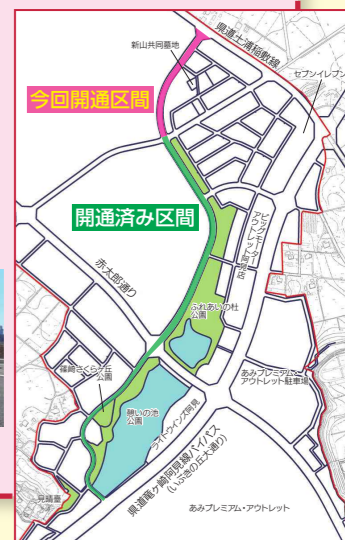 県道土浦稲敷線
新山共同墓地
セブンイレブン
今回開通区間
開通済み区間
ビッグモーター
アウトレット阿見店
赤太郎通り
ふれあいの杜
公園
篠崎さくらヶ丘
公園
あみプレミアム・
アウトレット駐車場
憩いの池
公園
ライトウインズ阿見
県道竜ヶ崎阿見線バイパス
(いぶきの丘大通り)
見晴臺
あみプレミアム・アウトレット